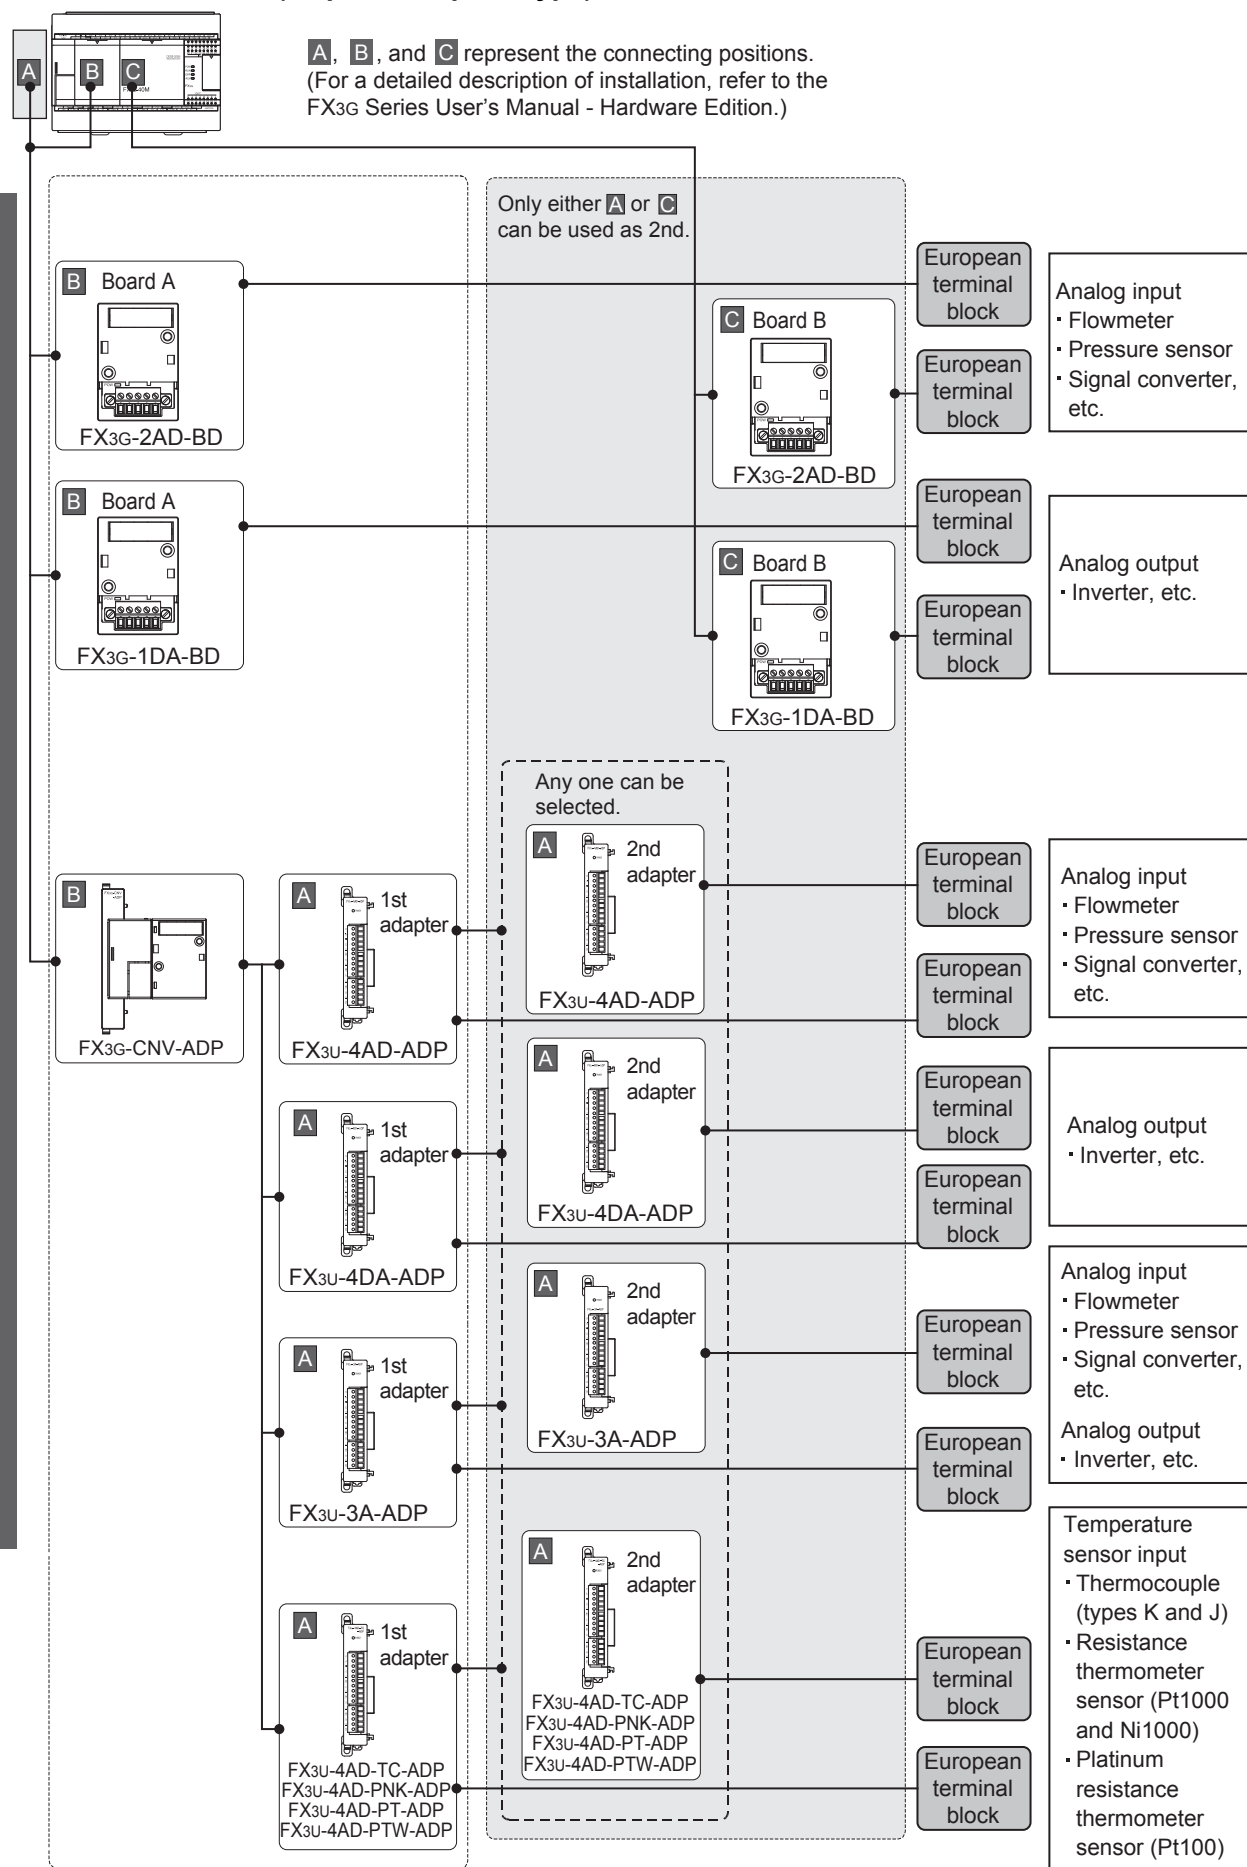 A, B, and C represent the connecting positions.
(For a detailed description of installation, refer to the
FX3G Series User's Manual - Hardware Edition.)
A
B
C
Only either A or C
can be used as 2nd.
B Board A
FX3G-2AD-BD
C Board B
FX3G-2AD-BD
European
terminal
block
European
terminal
block
Analog input
· Flowmeter
· Pressure sensor
· Signal converter,
etc.
B Board A
FX3G-1DA-BD
C Board B
FX3G-1DA-BD
European
terminal
block
European
terminal
block
Analog output
· Inverter, etc.
Any one can be
selected.
B
FX3G-CNV-ADP
A 1st
adapter
FX3U-4AD-ADP
A 2nd
adapter
FX3U-4AD-ADP
European
terminal
block
European
terminal
block
Analog input
· Flowmeter
· Pressure sensor
· Signal converter,
etc.
A 1st
adapter
FX3U-4DA-ADP
A 2nd
adapter
FX3U-4DA-ADP
European
terminal
block
European
terminal
block
Analog output
· Inverter, etc.
A 1st
adapter
FX3U-3A-ADP
A 2nd
adapter
FX3U-3A-ADP
European
terminal
block
European
terminal
block
Analog input
· Flowmeter
· Pressure sensor
· Signal converter,
etc.
Analog output
· Inverter, etc.
A 1st
adapter
FX3U-4AD-TC-ADP
FX3U-4AD-PNK-ADP
FX3U-4AD-PT-ADP
FX3U-4AD-PTW-ADP
A 2nd
adapter
FX3U-4AD-TC-ADP
FX3U-4AD-PNK-ADP
FX3U-4AD-PT-ADP
FX3U-4AD-PTW-ADP
European
terminal
block
European
terminal
block
Temperature
sensor input
· Thermocouple
(types K and J)
· Resistance
thermometer
sensor (Pt1000
and Ni1000)
· Platinum
resistance
thermometer
sensor (Pt100)